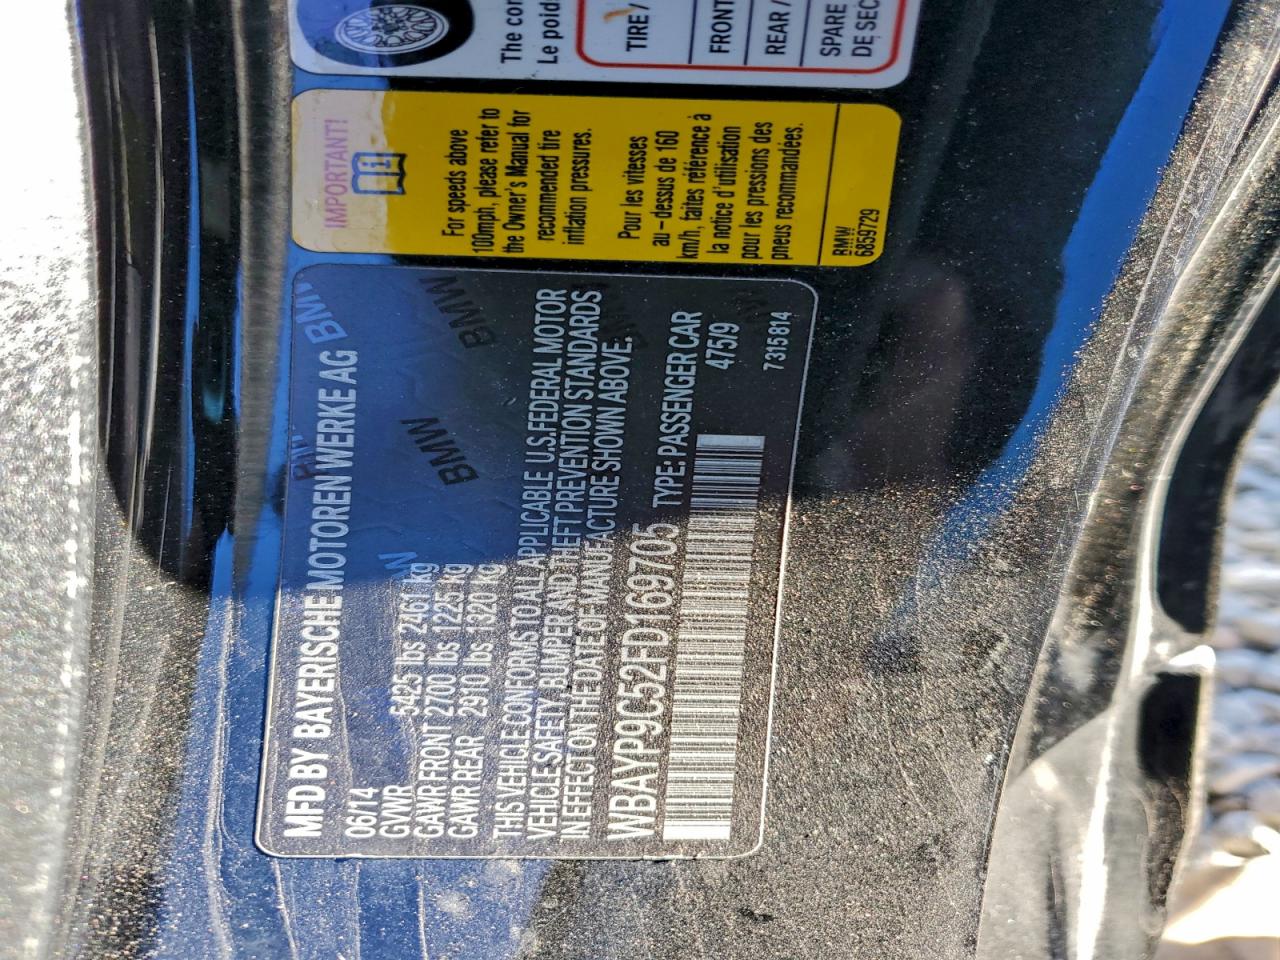 The
Le
TIRE /
FRONT
REAR /
SPARE
DE SEC
IMPORTANT!
For speeds above
100mph, please refer to
the Owner's Manual for
recommended tire
inflation pressures.
Pour les vitesses
au-dessus de 160
km/h, faites référence à
la notice d'utilisation
pour les pressions des
pneus recommandées.
BMW
6859729
MFD BY BAYERISCHE MOTOREN WERKE AG
06/14
GVWR 5425 lbs 2461 kg
GAWR FRONT 2700 lbs 1225 kg
GAWR REAR 2910 lbs 1320 kg
THIS VEHICLE CONFORMS TO ALL APPLICABLE U.S. FEDERAL MOTOR
VEHICLE SAFETY, BUMPER AND THEFT PREVENTION STANDARDS
IN EFFECT ON THE DATE OF MANUFACTURE SHOWN ABOVE.
WBAYP9C52FD169705 TYPE: PASSENGER CAR
475/9
7315814
BMW
BMW
BMW